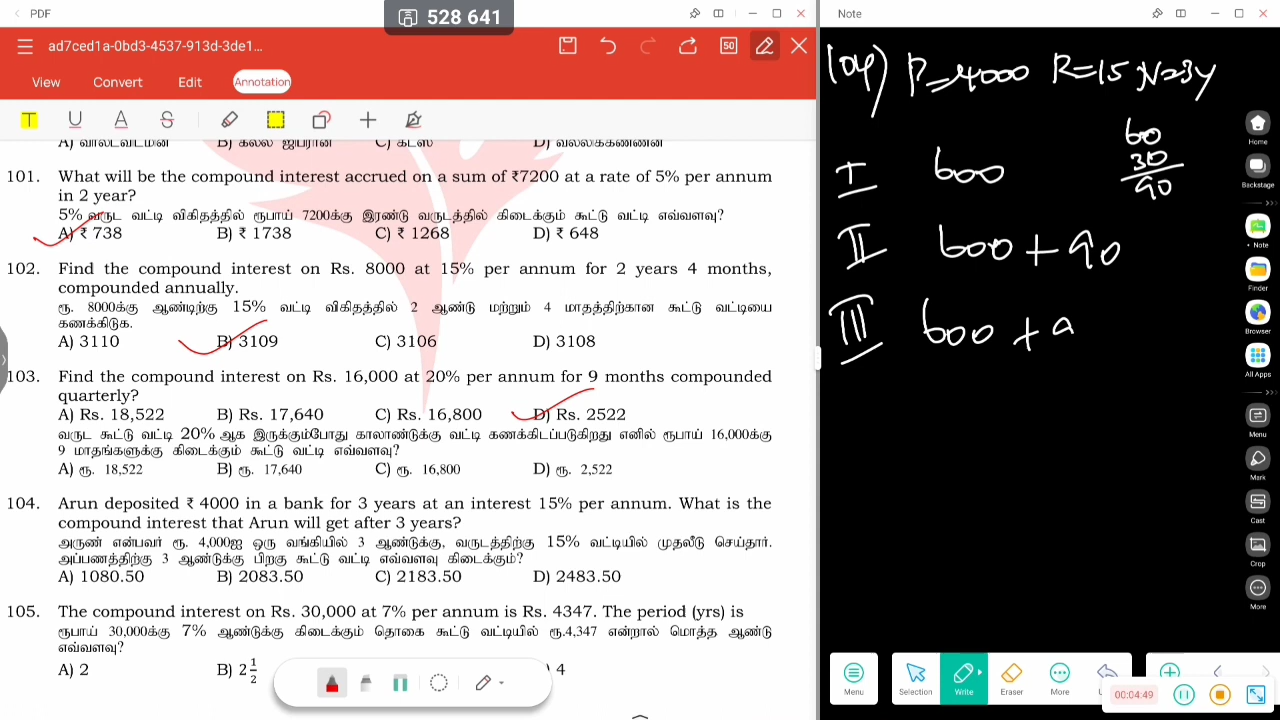 PDF
528 641
Note
ad7ced1a-0bd3-4537-913d-3de1...
50
View Convert Edit Annotation
T U A S
101. What will be the compound interest accrued on a sum of ₹7200 at a rate of 5% per annum
in 2 year?
5% வருட வட்டி விகிதத்தில் ரூபாய் 7200க்கு இரண்டு வருடத்தில் கிடைக்கும் கூட்டு வட்டி எவ்வளவு?
A) ₹ 738 B) ₹ 1738 C) ₹ 1268 D) ₹ 648
102. Find the compound interest on Rs. 8000 at 15% per annum for 2 years 4 months,
compounded annually.
ரூ. 8000க்கு ஆண்டிற்கு 15% வட்டி விகிதத்தில் 2 ஆண்டு மற்றும் 4 மாதத்திற்கான கூட்டு வட்டியை
கணக்கிடுக.
A) 3110 B) 3109 C) 3106 D) 3108
103. Find the compound interest on Rs. 16,000 at 20% per annum for 9 months compounded
quarterly?
A) Rs. 18,522 B) Rs. 17,640 C) Rs. 16,800 D) Rs. 2522
வருட கூட்டு வட்டி 20% ஆக இருக்கும்போது காலாண்டுக்கு வட்டி கணக்கிடப்படுகிறது எனில் ரூபாய் 16,000க்கு
9 மாதங்களுக்கு கிடைக்கும் கூட்டு வட்டி எவ்வளவு?
A) ரூ. 18,522 B) ரூ. 17,640 C) ரூ. 16,800 D) ரூ. 2,522
104. Arun deposited ₹ 4000 in a bank for 3 years at an interest 15% per annum. What is the
compound interest that Arun will get after 3 years?
அருண் என்பவர் ரூ. 4,000ஐ ஒரு வங்கியில் 3 ஆண்டுக்கு, வருடத்திற்கு 15% வட்டியில் முதலீடு செய்தார்.
அப்பணத்திற்கு 3 ஆண்டுக்கு பிறகு கூட்டு வட்டி எவ்வளவு கிடைக்கும்?
A) 1080.50 B) 2083.50 C) 2183.50 D) 2483.50
105. The compound interest on Rs. 30,000 at 7% per annum is Rs. 4347. The period (yrs) is
ரூபாய் 30,000க்கு 7% ஆண்டுக்கு கிடைக்கும் தொகை கூட்டு வட்டியில் ரூ.4,347 என்றால் மொத்த ஆண்டு
எவ்வளவு?
A) 2 B) 2 1/2 ) 4
104) P=4000 R=15 N=3y
60
30
90
I 600
II 600 + 90
III 600 + 9
Home
Backstage
Note
Finder
Browser
All Apps
Menu
Mark
Cast
Crop
More
Menu Selection Write Eraser More
00:04:49